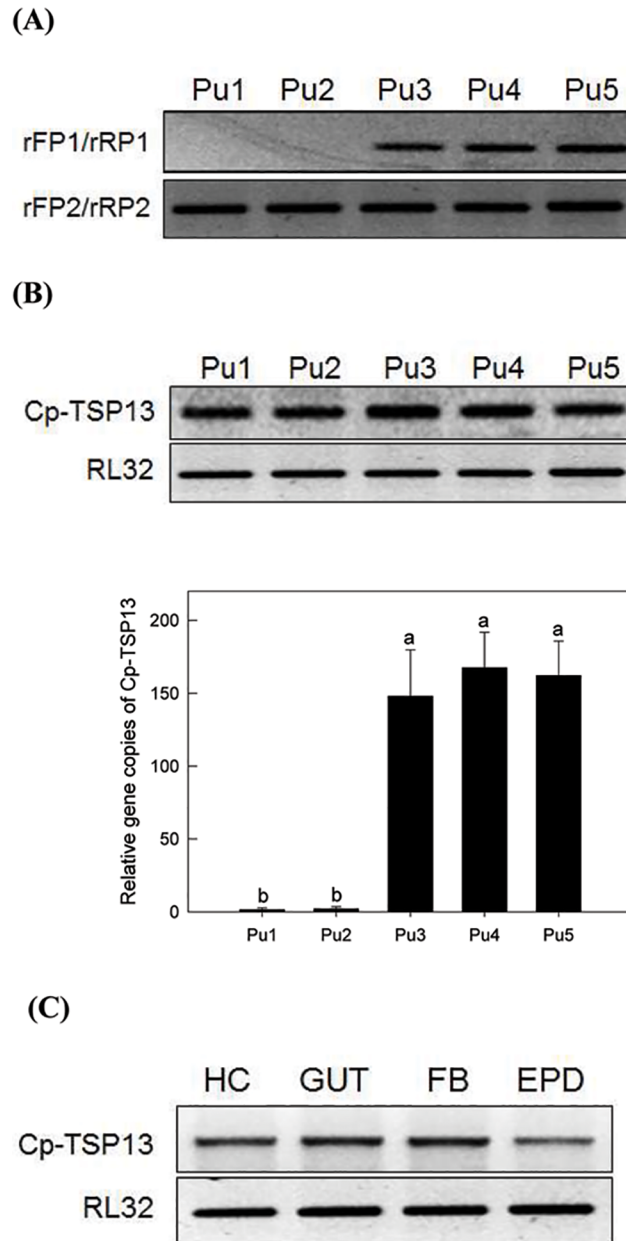 (A)
Pu1 Pu2 Pu3 Pu4 Pu5
rFP1/rRP1
rFP2/rRP2
(B)
Pu1 Pu2 Pu3 Pu4 Pu5
Cp-TSP13
RL32
Relative gene copies of Cp-TSP13
200
150
100
50
0
b b a a a
Pu1 Pu2 Pu3 Pu4 Pu5
(C)
HC GUT FB EPD
Cp-TSP13
RL32